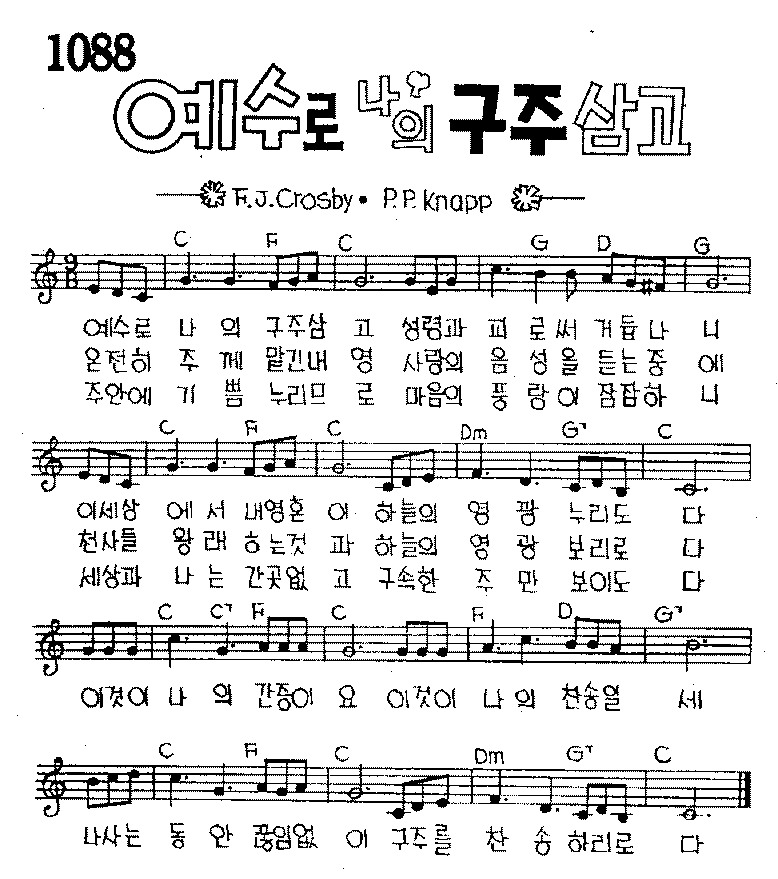 1088
예수로 나의 구주 삼고
F.J.Crosby · P.P.Knapp
C F C G D G
예수로 나 의 구주삼 고 성령과 피 로써 거듭나 니
온전히 주 께 맡긴내 영 사랑의 음 성을 듣는중 에
주안에 기 쁨 누리므 로 마음의 풍 랑이 잠잠하 니
C F C Dm G7 C
이세상 에 서 내영혼 이 하늘의 영 광 누리도 다
천사들 왕 래 하는것 과 하늘의 영 광 보리로 다
세상과 나 는 간곳없 고 구속한 주 만 보이도 다
C C7 F C F D G7
이것이 나 의 간증이 요 이것이 나 의 찬송일 세
C F C Dm G7 C
나사는 동 안 끊임없 이 구주를 찬 송 하리로 다